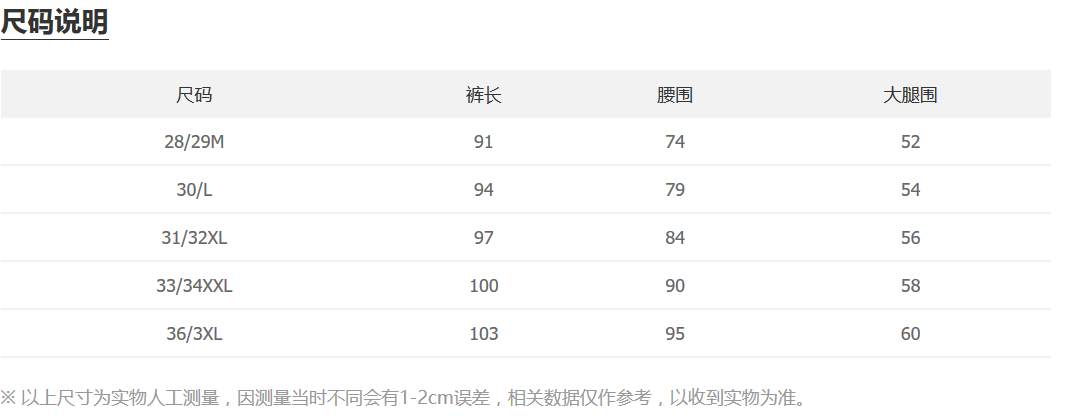 尺码说明
尺码 裤长 腰围 大腿围
28/29M 91 74 52
30/L 94 79 54
31/32XL 97 84 56
33/34XXL 100 90 58
36/3XL 103 95 60
※ 以上尺寸为实物人工测量，因测量当时不同会有1-2cm误差，相关数据仅作参考，以收到实物为准。